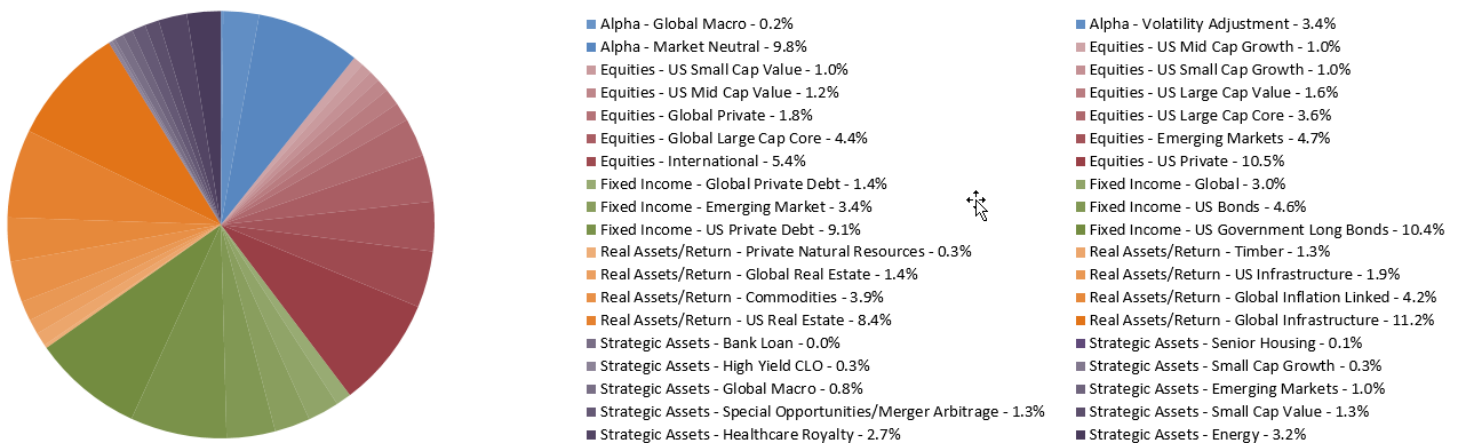 Alpha - Global Macro - 0.2%
Alpha - Volatility Adjustment - 3.4%
Alpha - Market Neutral - 9.8%
Equities - US Mid Cap Growth - 1.0%
Equities - US Small Cap Value - 1.0%
Equities - US Small Cap Growth - 1.0%
Equities - US Mid Cap Value - 1.2%
Equities - US Large Cap Value - 1.6%
Equities - Global Private - 1.8%
Equities - US Large Cap Core - 3.6%
Equities - Global Large Cap Core - 4.4%
Equities - Emerging Markets - 4.7%
Equities - International - 5.4%
Equities - US Private - 10.5%
Fixed Income - Global Private Debt - 1.4%
Fixed Income - Global - 3.0%
Fixed Income - Emerging Market - 3.4%
Fixed Income - US Bonds - 4.6%
Fixed Income - US Private Debt - 9.1%
Fixed Income - US Government Long Bonds - 10.4%
Real Assets/Return - Private Natural Resources - 0.3%
Real Assets/Return - Timber - 1.3%
Real Assets/Return - Global Real Estate - 1.4%
Real Assets/Return - US Infrastructure - 1.9%
Real Assets/Return - Commodities - 3.9%
Real Assets/Return - Global Inflation Linked - 4.2%
Real Assets/Return - US Real Estate - 8.4%
Real Assets/Return - Global Infrastructure - 11.2%
Strategic Assets - Bank Loan - 0.0%
Strategic Assets - Senior Housing - 0.1%
Strategic Assets - High Yield CLO - 0.3%
Strategic Assets - Small Cap Growth - 0.3%
Strategic Assets - Global Macro - 0.8%
Strategic Assets - Emerging Markets - 1.0%
Strategic Assets - Special Opportunities/Merger Arbitrage - 1.3%
Strategic Assets - Small Cap Value - 1.3%
Strategic Assets - Healthcare Royalty - 2.7%
Strategic Assets - Energy - 3.2%